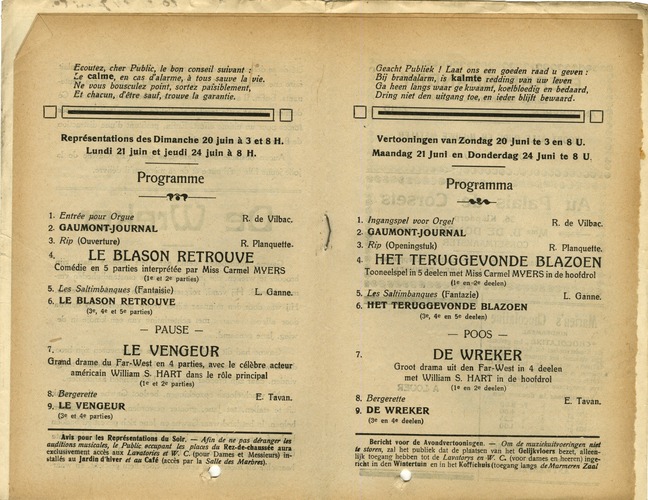 Ecoutez, cher Public, le bon conseil suivant :
Le calme, en cas d'alarme, à tous sauve la vie.
Ne vous bousculez point, sortez paisiblement,
Et chacun, d'être sauf, trouve la garantie.
Représentations des Dimanche 20 juin à 3 et 8 H.
Lundi 21 juin et jeudi 24 juin à 8 H.
Programme
1. Entrée pour Orgue R. de Vilbac.
2. GAUMONT-JOURNAL
3. Rip (Ouverture) R. Planquette.
4. LE BLASON RETROUVE
Comédie en 5 parties interprétée par Miss Carmel MYERS
(1e et 2e parties)
5. Les Saltimbanques (Fantaisie) L. Ganne.
6. LE BLASON RETROUVE
(3e, 4e et 5e parties)
— PAUSE —
7. LE VENGEUR
Grand drame du Far-West en 4 parties, avec le célèbre acteur
américain William S. HART dans le rôle principal
(1e et 2e parties)
8. Bergerette E. Tavan.
9. LE VENGEUR
(3e et 4e parties)
Avis pour les Représentations du Soir. — Afin de ne pas déranger les
auditions musicales, le Public occupant les places du Rez-de-chaussée aura
exclusivement accès aux Lavatories et W. C. (pour Dames et Messieurs) in-
stallés au Jardin d'hiver et au Café (accès par la Salle des Marbres).
Geacht Publiek ! Laat ons een goeden raad u geven :
Bij brandalarm, is kalmte redding van uw leven
Ga heen langs waar ge kwaamt, koelbloedig en bedaard,
Dring niet den uitgang toe, en ieder blijft bewaard.
Vertooningen van Zondag 20 Juni te 3 en 8 U.
Maandag 21 Juni en Donderdag 24 Juni te 8 U.
Programma
1. Ingangspel voor Orgel R. de Vilbac.
2. GAUMONT-JOURNAL
3. Rip (Openingstuk) R. Planquette.
4. HET TERUGGEVONDE BLAZOEN
Tooneelspel in 5 deelen met Miss Carmel MYERS in de hoofdrol
(1e en 2e deelen)
5. Les Saltimbanques (Fantazie) L. Ganne.
6. HET TERUGGEVONDE BLAZOEN
(3e, 4e en 5e deelen)
— POOS —
7. DE WREKER
Groot drama uit den Far-West in 4 deelen
met William S. HART in de hoofdrol
(1e en 2e deelen)
8. Bergerette E. Tavan.
9. DE WREKER
(3e en 4e deelen)
Bericht voor de Avondvertooningen. — Om de muziekuitvoeringen niet
te storen, zal het publiek dat de plaatsen van het Gelijkvloers bezet, alleen-
lijk toegang hebben tot de Lavatorys en W. C. (voor dames en heeren) inge-
richt in den Wintertuin en in het Koffiehuis (toegang langs de Marmeren Zaal